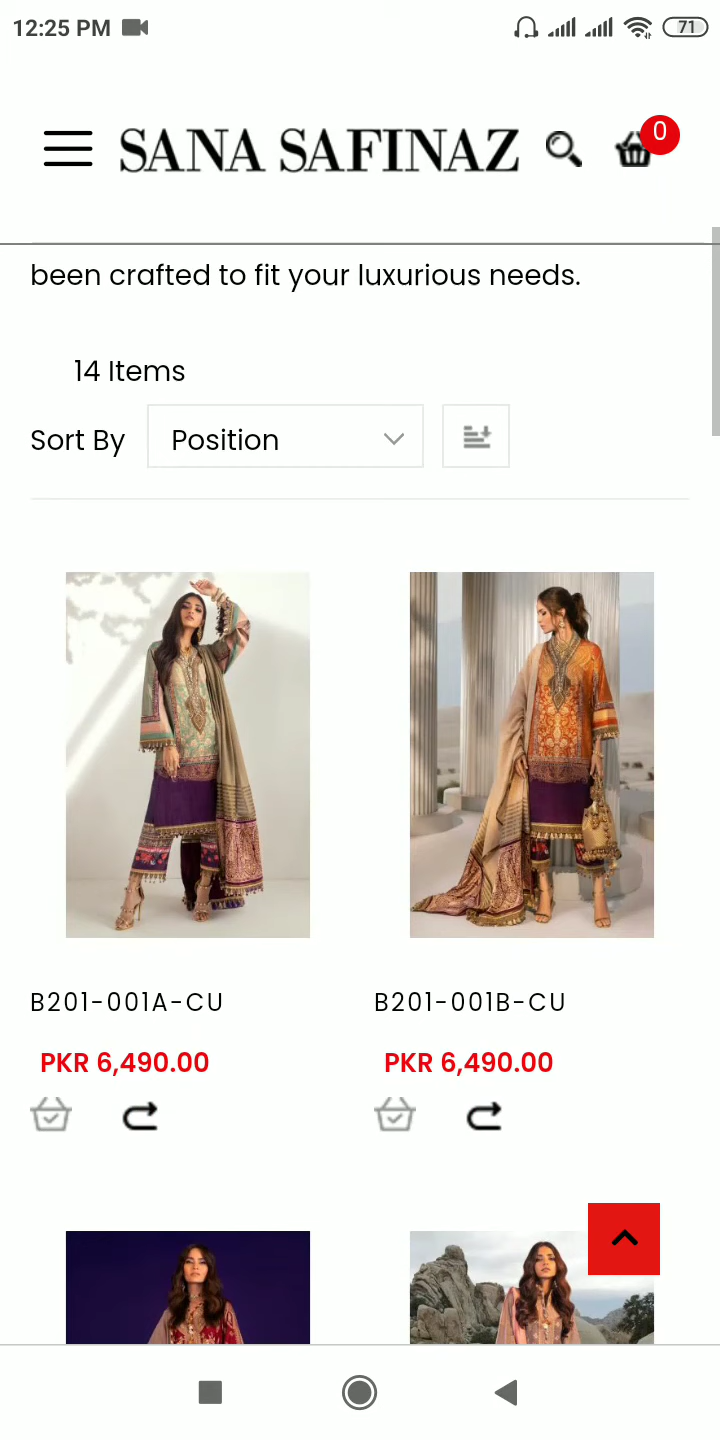 12:25 PM 71
SANA SAFINAZ 0
been crafted to fit your luxurious needs.
14 Items
Sort By Position
B201-001A-CU B201-001B-CU
PKR 6,490.00 PKR 6,490.00